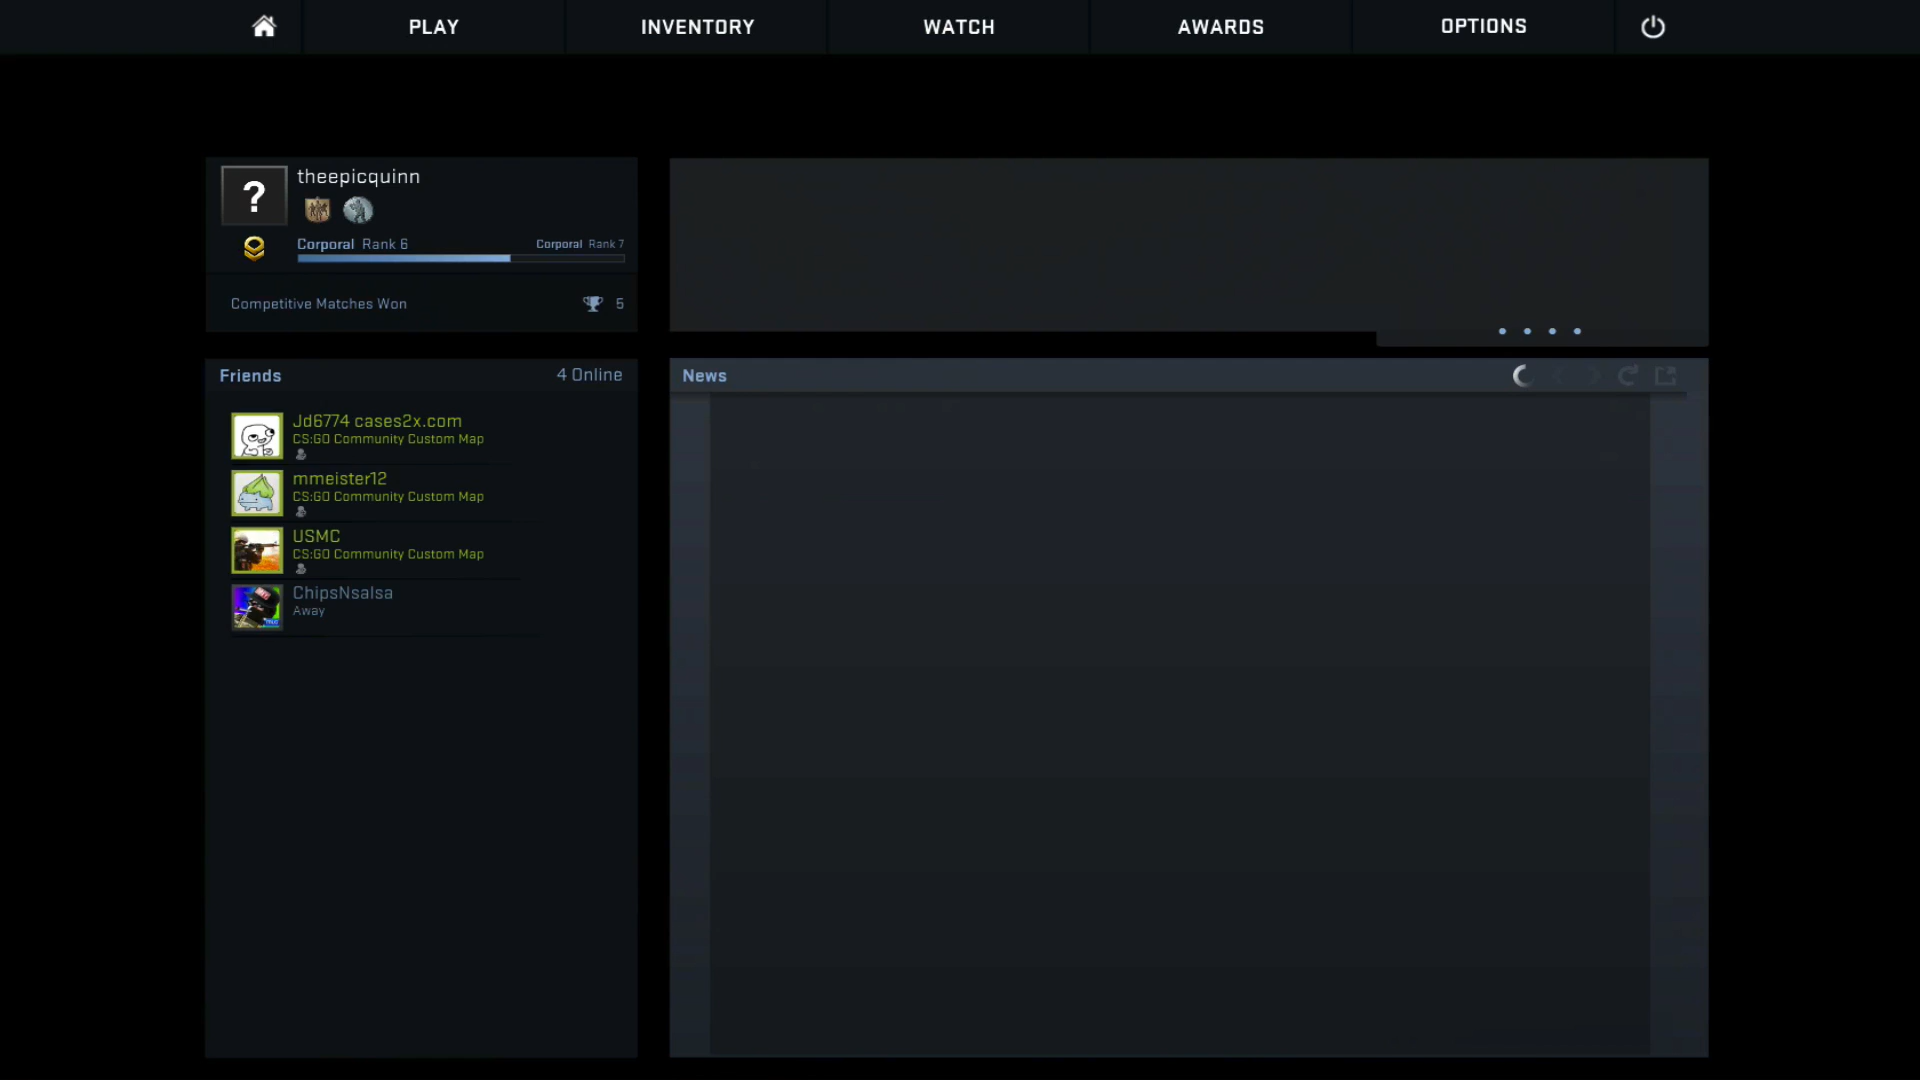 PLAY
INVENTORY
WATCH
AWARDS
OPTIONS
?
theepicquinn
Corporal Rank 6
Corporal Rank 7
Competitive Matches Won
5
Friends
4 Online
Jd6774 cases2x.com
CS:GO Community Custom Map
mmeister12
CS:GO Community Custom Map
USMC
CS:GO Community Custom Map
ChipsNsalsa
Away
News